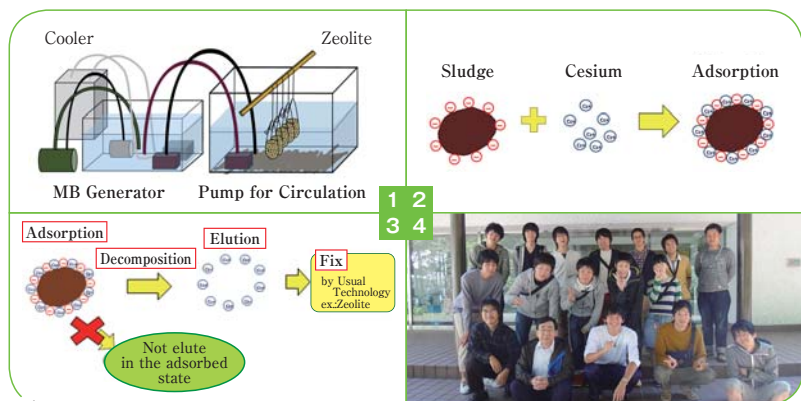 Cooler
Zeolite
MB Generator
Pump for Circulation
Sludge
Cesium
Adsorption
1 2
3 4
Adsorption
Decomposition
Elution
Fix
by Usual
Technology
ex.:Zeolite
Not elute
in the adsorbed
state